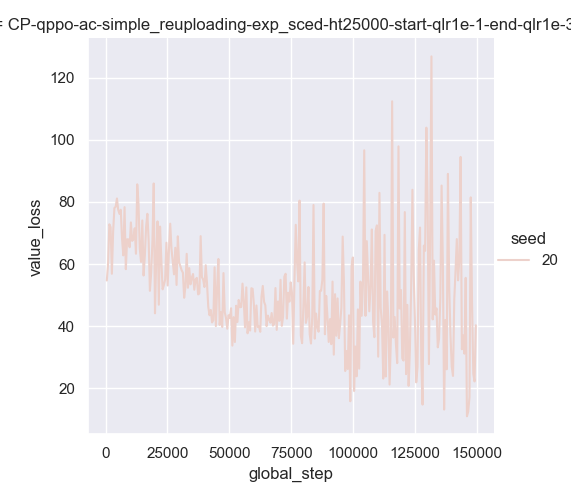 = CP-qppo-ac-simple_reuploading-exp_sced-ht25000-start-qlr1e-1-end-qlr1e-3
120
100
80
60
40
20
value_loss
0 25000 50000 75000 100000 125000 150000
global_step
seed
20